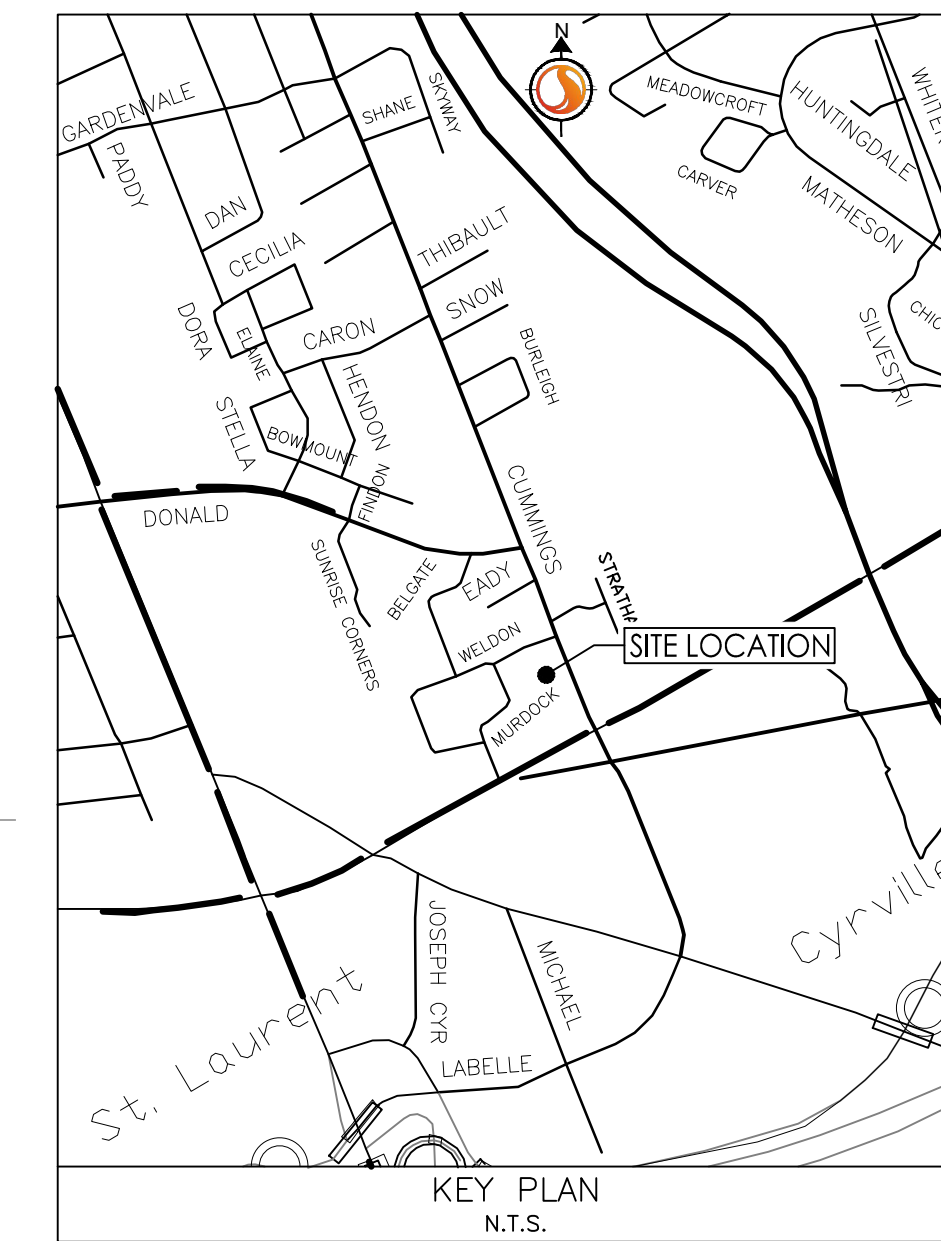 N
GARDENVALE
PADDY
SHANE
SKYWAY
MEADOWCROFT
HUNTINGDALE
CARVER
MATHESON
DAN
CECILIA
THIBAULT
SNOW
DORA
ELAINE
CARON
BURLEIGH
SILVESTRI
HENDON
STELLA
BOWMOUNT
FINDON
CUMMINGS
DONALD
SUNRISE CORNERS
BELGATE
EADY
STRATHA
WELDON
SITE LOCATION
MURDOCK
JOSEPH CYR
MICHAEL
Cyrville
St. Laurent
LABELLE
KEY PLAN
N.T.S.